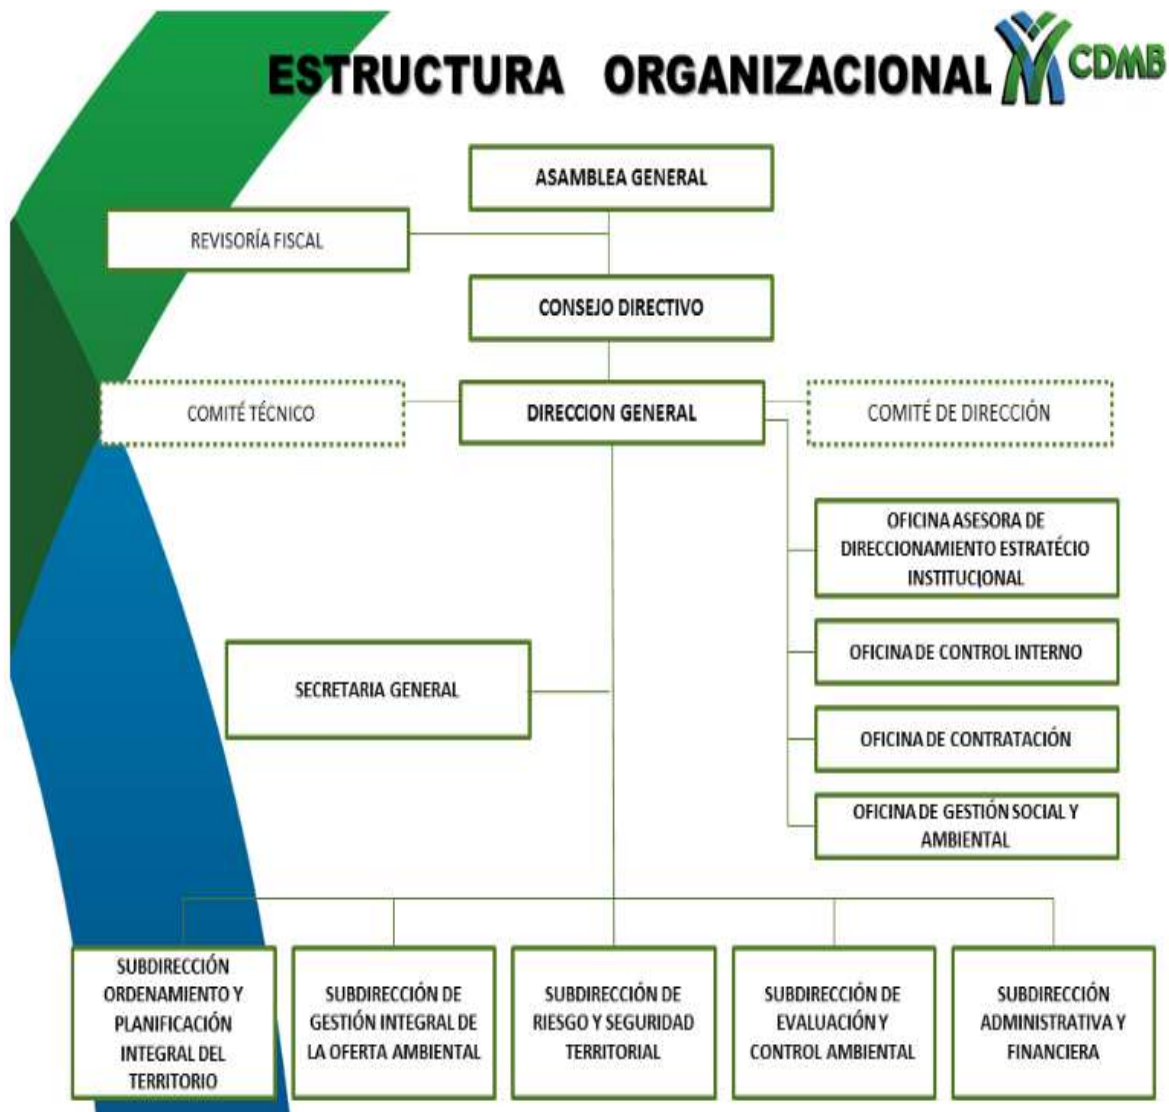 ESTRUCTURA ORGANIZACIONAL
CDMB
ASAMBLEA GENERAL
REVISORÍA FISCAL
CONSEJO DIRECTIVO
COMITÉ TÉCNICO
DIRECCION GENERAL
COMITÉ DE DIRECCIÓN
OFICINA ASESORA DE
DIRECCIONAMIENTO ESTRATÉCIO
INSTITUCIONAL
OFICINA DE CONTROL INTERNO
SECRETARIA GENERAL
OFICINA DE CONTRATACIÓN
OFICINA DE GESTIÓN SOCIAL Y
AMBIENTAL
SUBDIRECCIÓN
ORDENAMIENTO Y
PLANIFICACIÓN
INTEGRAL DEL
TERRITORIO
SUBDIRECCIÓN DE
GESTIÓN INTEGRAL DE
LA OFERTA AMBIENTAL
SUBDIRECCIÓN DE
RIESGO Y SEGURIDAD
TERRITORIAL
SUBDIRECCIÓN DE
EVALUACIÓN Y
CONTROL AMBIENTAL
SUBDIRECCIÓN
ADMINISTRATIVA Y
FINANCIERA